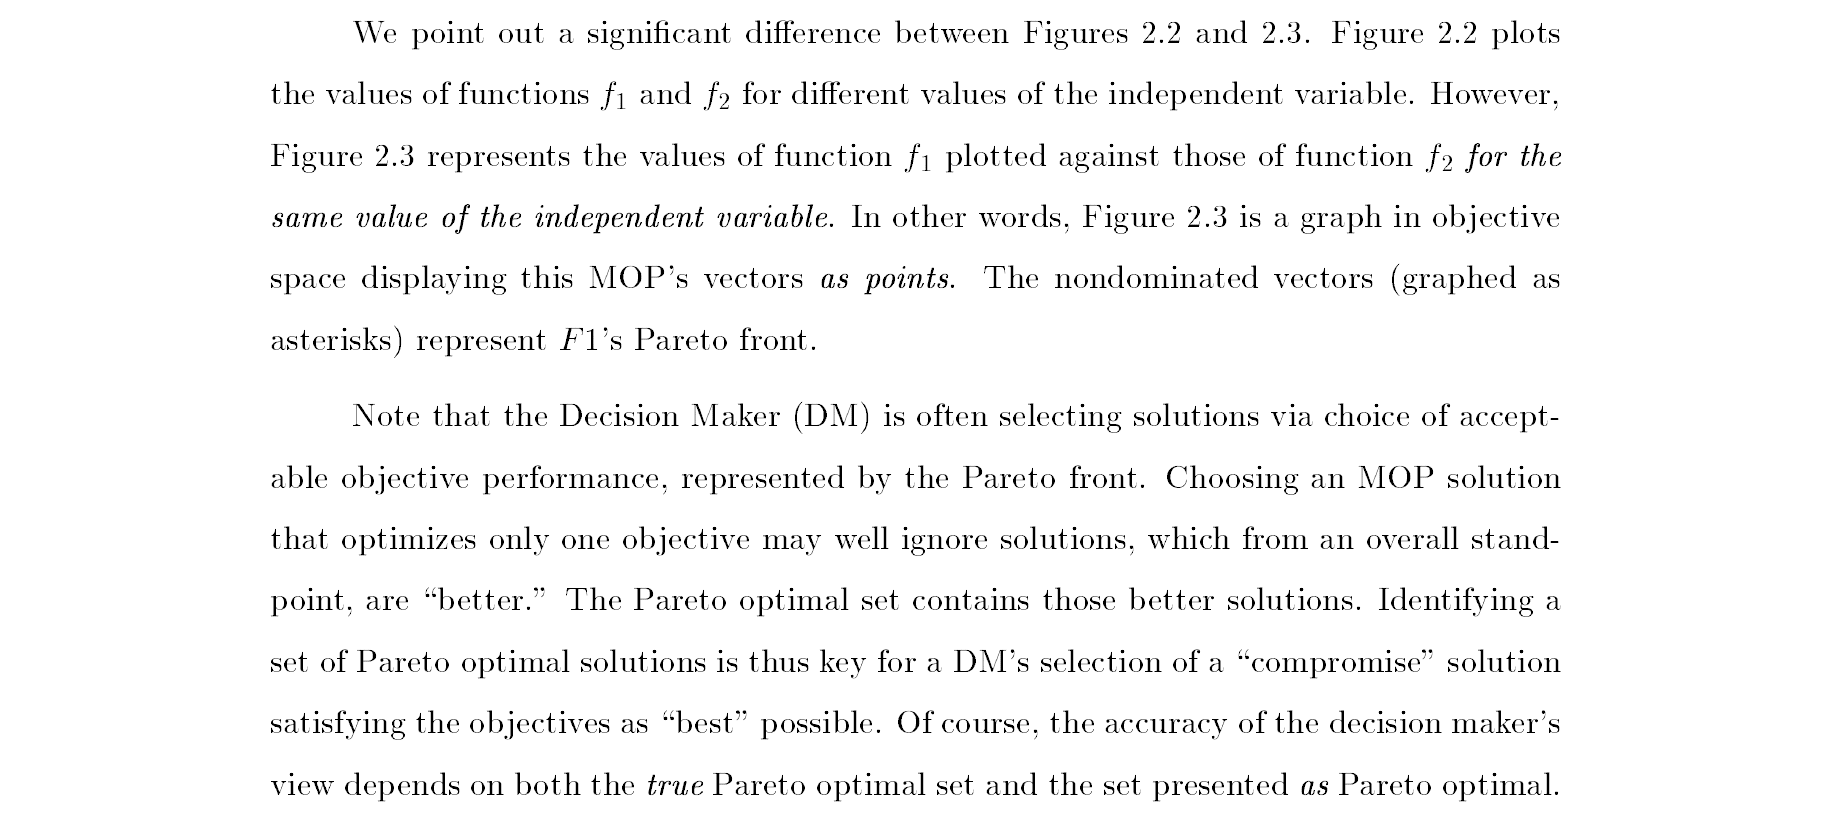 We point out a significant difference between Figures 2.2 and 2.3. Figure 2.2 plots
the values of functions f₁ and f₂ for different values of the independent variable. However,
Figure 2.3 represents the values of function f₁ plotted against those of function f₂ for the
same value of the independent variable. In other words, Figure 2.3 is a graph in objective
space displaying this MOP's vectors as points. The nondominated vectors (graphed as
asterisks) represent F1's Pareto front.
Note that the Decision Maker (DM) is often selecting solutions via choice of accept-
able objective performance, represented by the Pareto front. Choosing an MOP solution
that optimizes only one objective may well ignore solutions, which from an overall stand-
point, are “better.” The Pareto optimal set contains those better solutions. Identifying a
set of Pareto optimal solutions is thus key for a DM's selection of a “compromise” solution
satisfying the objectives as “best” possible. Of course, the accuracy of the decision maker's
view depends on both the true Pareto optimal set and the set presented as Pareto optimal.